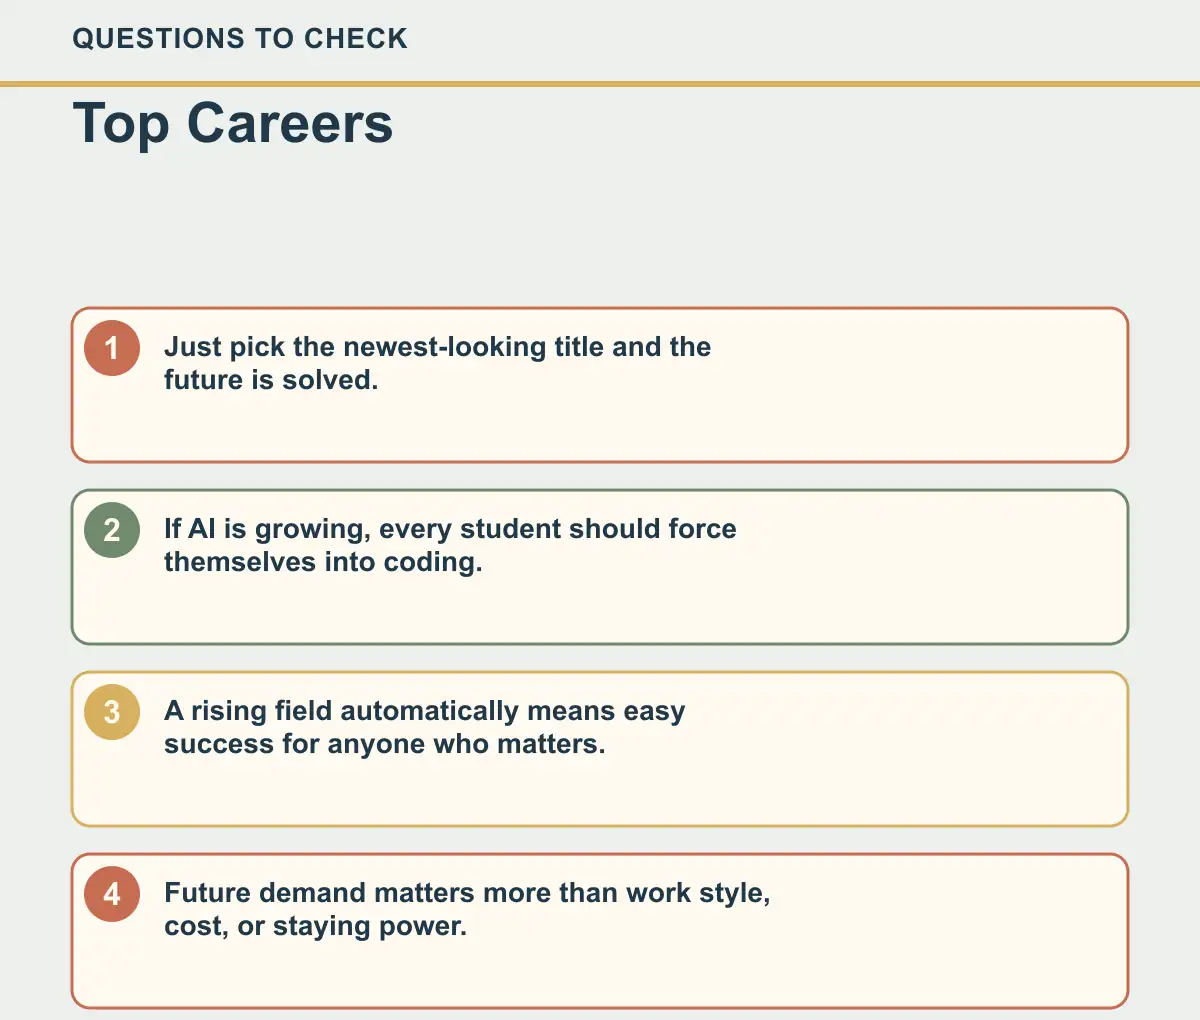 QUESTIONS TO CHECK
Top Careers
1
Just pick the newest-looking title and the
future is solved.
2
If AI is growing, every student should force
themselves into coding.
3
A rising field automatically means easy
success for anyone who matters.
4
Future demand matters more than work style,
cost, or staying power.